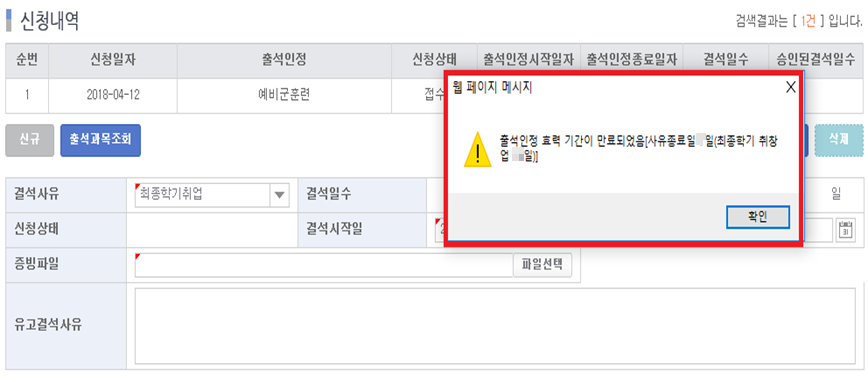 신청내역
검색결과는 [ 1건 ] 입니다.
순번 신청일자 출석인정 신청상태 출석인정시작일자 출석인정종료일자 결석일수 승인된결석일수
1 2018-04-12 예비군훈련 접수
신규 출석과목조회 삭제
웹 페이지 메시지 X
출석인정 효력 기간이 만료되었음[사유종료일 일(최종학기 취창
업 일)]
확인
결석사유 최종학기취업 결석일수 일
신청상태 결석시작일 2
증빙파일 파일선택
유고결석사유